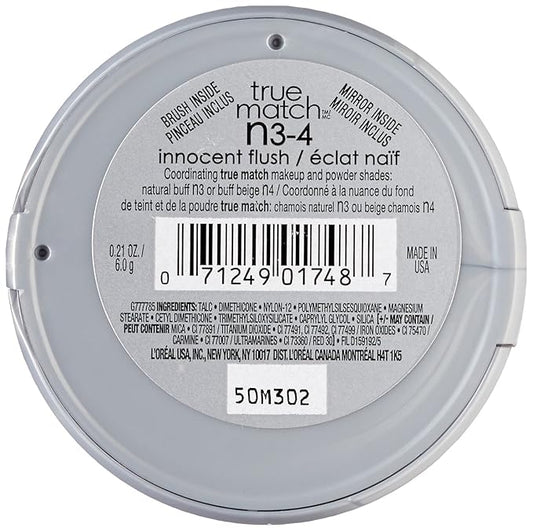 BRUSH INSIDE
PINCEAU INCLUS
true
match™/MC
MIRROR INSIDE
MIROIR INCLUS
n3-4
innocent flush / éclat naïf
Coordinating true match makeup and powder shades:
natural buff n3 or buff beige n4 / Coordonné à la nuance du fond
de teint et de la poudre true match: chamois naturel n3 ou beige chamois n4
0.21 OZ. /
6.0 g
MADE IN
USA
0 71249 01748 7
G777785 INGREDIENTS: TALC • DIMETHICONE • NYLON-12 • POLYMETHYLSILSESQUIOXANE • MAGNESIUM
STEARATE • CETYL DIMETHICONE • TRIMETHYLSILOXYSILICATE • CAPRYLYL GLYCOL • SILICA [+/- MAY CONTAIN /
PEUT CONTENIR MICA • CI 77891 / TITANIUM DIOXIDE • CI 77491, CI 77492, CI 77499 / IRON OXIDES • CI 75470 /
CARMINE • CI 77007 / ULTRAMARINES • CI 73360 / RED 30] • FIL D159192/5
L'ORÉAL USA, INC., NEW YORK, NY 10017 DIST. L'ORÉAL CANADA MONTRÉAL H4T 1K5
50M302